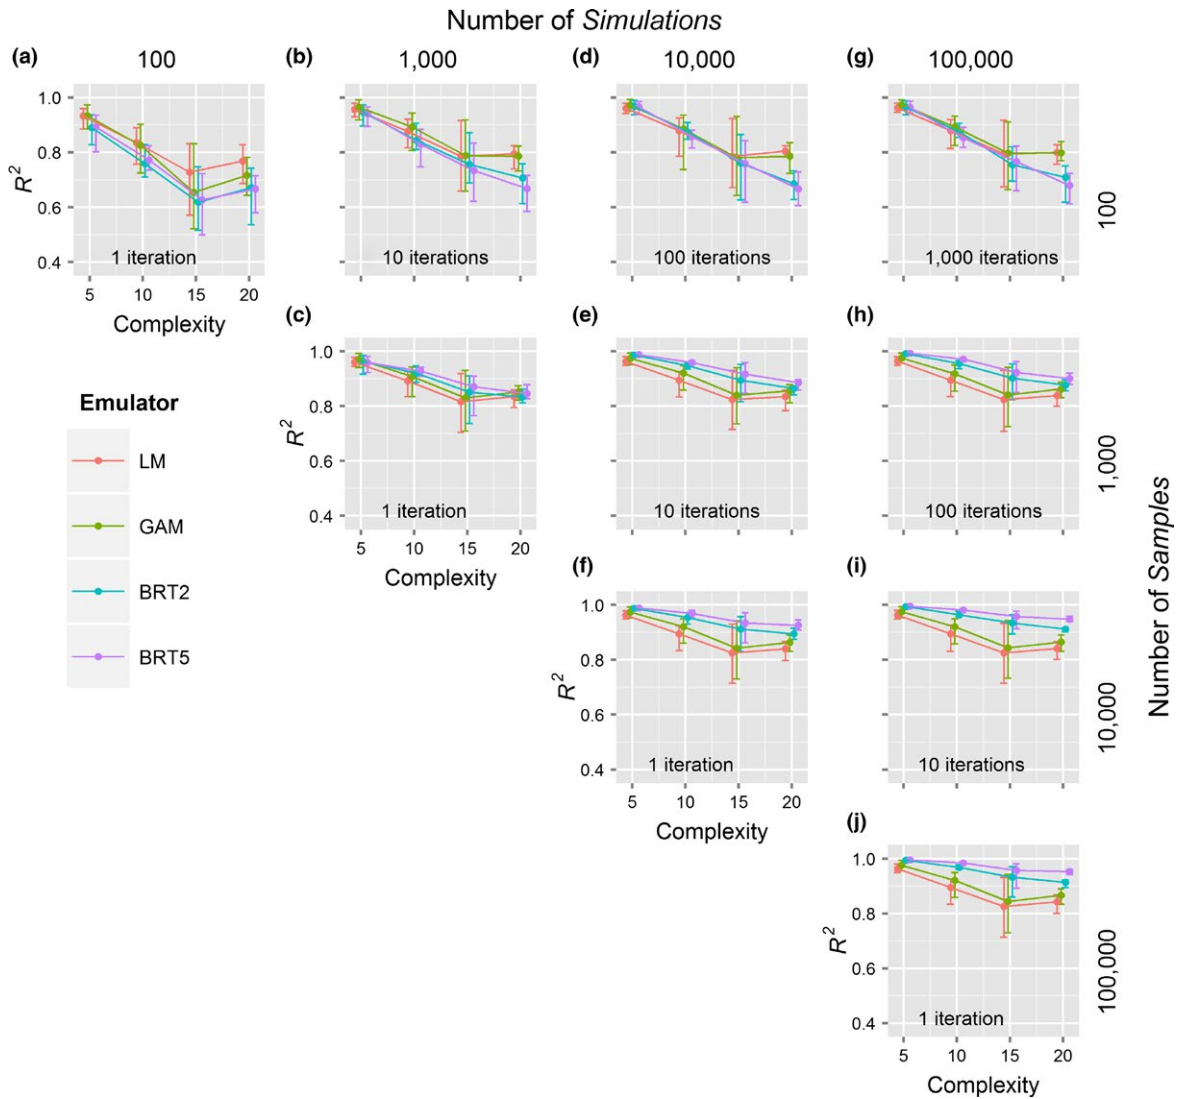 Number of Simulations
(a) 100 (b) 1,000 (d) 10,000 (g) 100,000
1.0
0.8
R²
0.6
0.4
1 iteration
10 iterations
100 iterations
1,000 iterations
100
5 10 15 20
Complexity
(c) (e) (h)
1.0
0.8
R²
0.6
0.4
1 iteration
10 iterations
100 iterations
1,000
5 10 15 20
Complexity
Emulator
LM
GAM
BRT2
BRT5
Number of Samples
(f) (i)
1.0
0.8
R²
0.6
0.4
1 iteration
10 iterations
10,000
5 10 15 20
Complexity
(j)
1.0
0.8
R²
0.6
0.4
1 iteration
100,000
5 10 15 20
Complexity